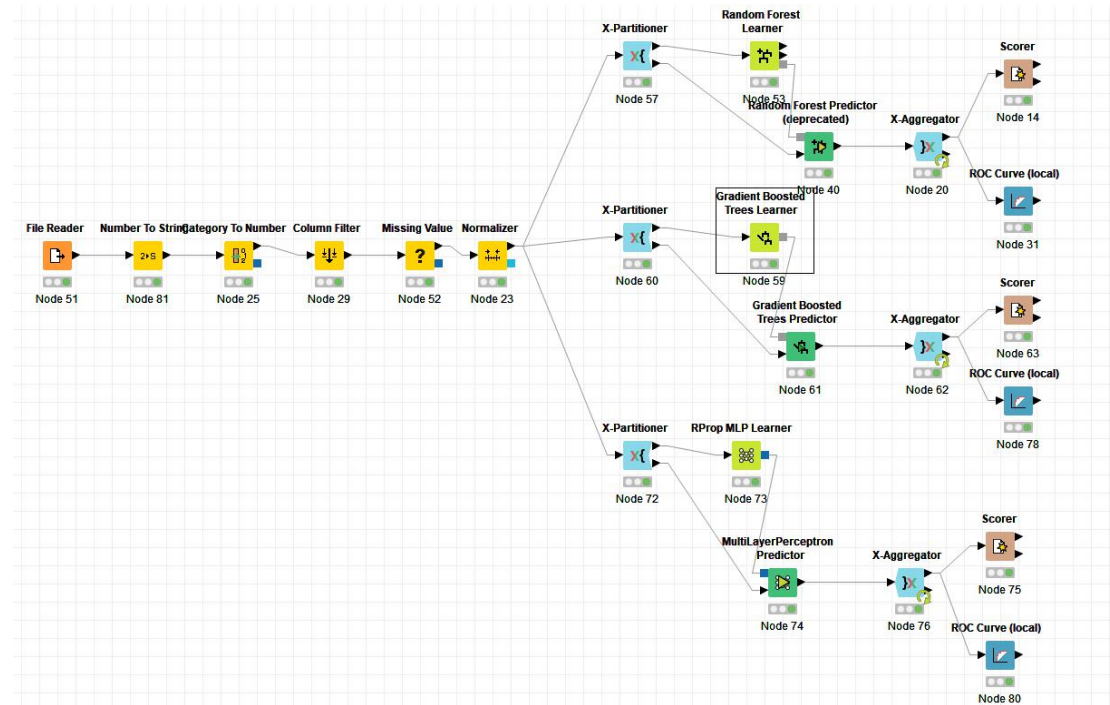 Random Forest
Learner
X-Partitioner
Node 57
Node 53
Scorer
Node 14
Random Forest Predictor
(deprecated)
Node 40
X-Aggregator
Node 20
ROC Curve (local)
Node 31
File Reader
Node 51
Number To String
2▸S
Node 81
Category To Number
Node 25
Column Filter
Node 29
Missing Value
?
Node 52
Normalizer
Node 23
X-Partitioner
Node 60
Gradient Boosted
Trees Learner
Node 59
Gradient Boosted
Trees Predictor
Node 61
X-Aggregator
Node 62
Scorer
Node 63
ROC Curve (local)
Node 78
X-Partitioner
Node 72
RProp MLP Learner
Node 73
MultiLayerPerceptron
Predictor
Node 74
X-Aggregator
Node 76
Scorer
Node 75
ROC Curve (local)
Node 80